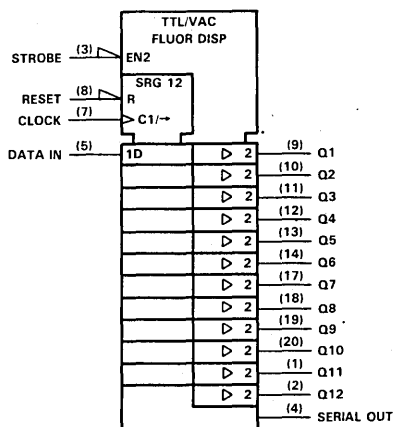 TTL/VAC
FLUOR DISP
STROBE (3) EN2
SRG 12
RESET (8) R
CLOCK (7) C1/→
DATA IN (5) 1D ▷ 2 (9) Q1
▷ 2 (10) Q2
▷ 2 (11) Q3
▷ 2 (12) Q4
▷ 2 (13) Q5
▷ 2 (14) Q6
▷ 2 (17) Q7
▷ 2 (18) Q8
▷ 2 (19) Q9
▷ 2 (20) Q10
▷ 2 (1) Q11
▷ 2 (2) Q12
(4) SERIAL OUT